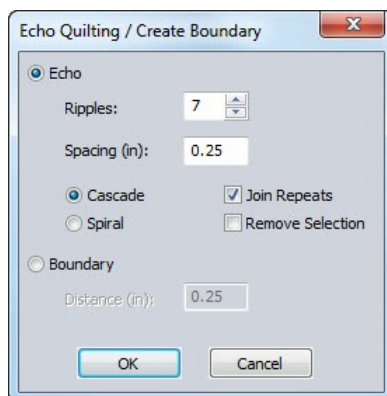 Echo Quilting / Create Boundary
Echo
Ripples: 7
Spacing (in): 0.25
Cascade Join Repeats
Spiral Remove Selection
Boundary
Distance (in): 0.25
OK Cancel